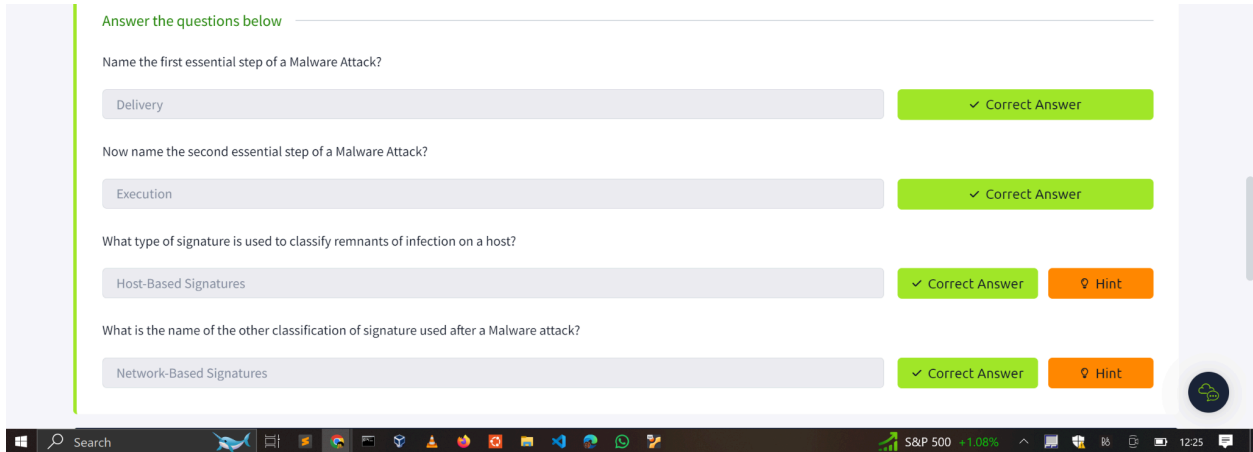 Answer the questions below
Name the first essential step of a Malware Attack?
Delivery
✓ Correct Answer
Now name the second essential step of a Malware Attack?
Execution
✓ Correct Answer
What type of signature is used to classify remnants of infection on a host?
Host-Based Signatures
✓ Correct Answer
Hint
What is the name of the other classification of signature used after a Malware attack?
Network-Based Signatures
✓ Correct Answer
Hint
Search
S&P 500 +1.08%
12:25